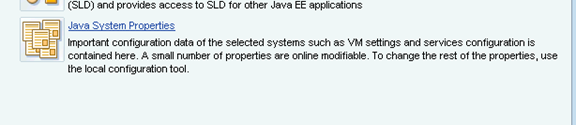 (SLD) and provides access to SLD for other Java EE applications
Java System Properties
Important configuration data of the selected systems such as VM settings and services configuration is
contained here. A small number of properties are online modifiable. To change the rest of the properties, use
the local configuration tool.